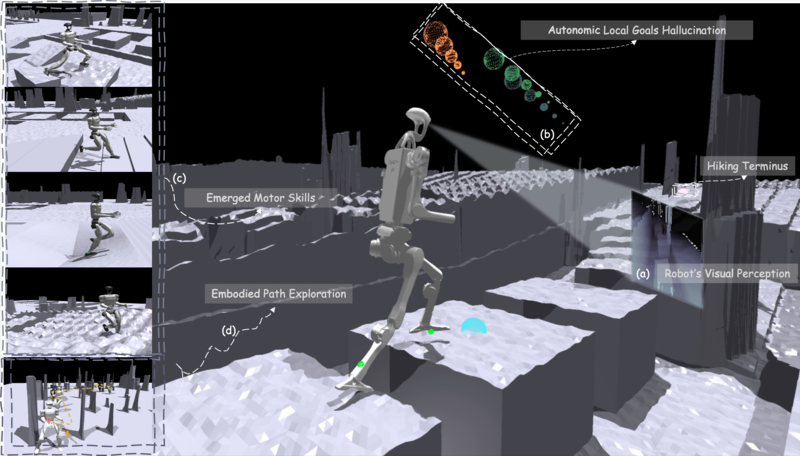 Autonomic Local Goals Hallucination
(b)
Hiking Terminus
(c)
Emerged Motor Skills
(a)
Robot's Visual Perception
Embodied Path Exploration
(d)